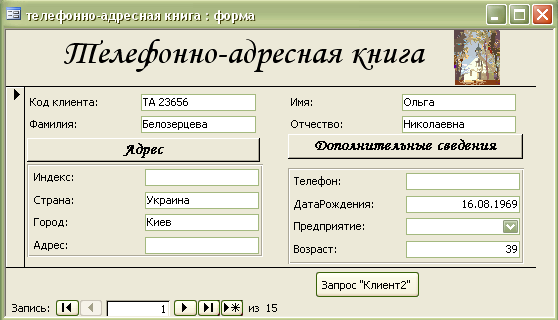 телефонно-адресная книга : форма
Телефонно-адресная книга
Код клиента: ТА 23656 Имя: Ольга
Фамилия: Белозерцева Отчество: Николаевна
Адрес Дополнительные сведения
Индекс: Телефон:
Страна: Украина ДатаРождения: 16.08.1969
Город: Киев Предприятие:
Адрес: Возраст: 39
Запрос "Клиент2"
Запись: 1 из 15